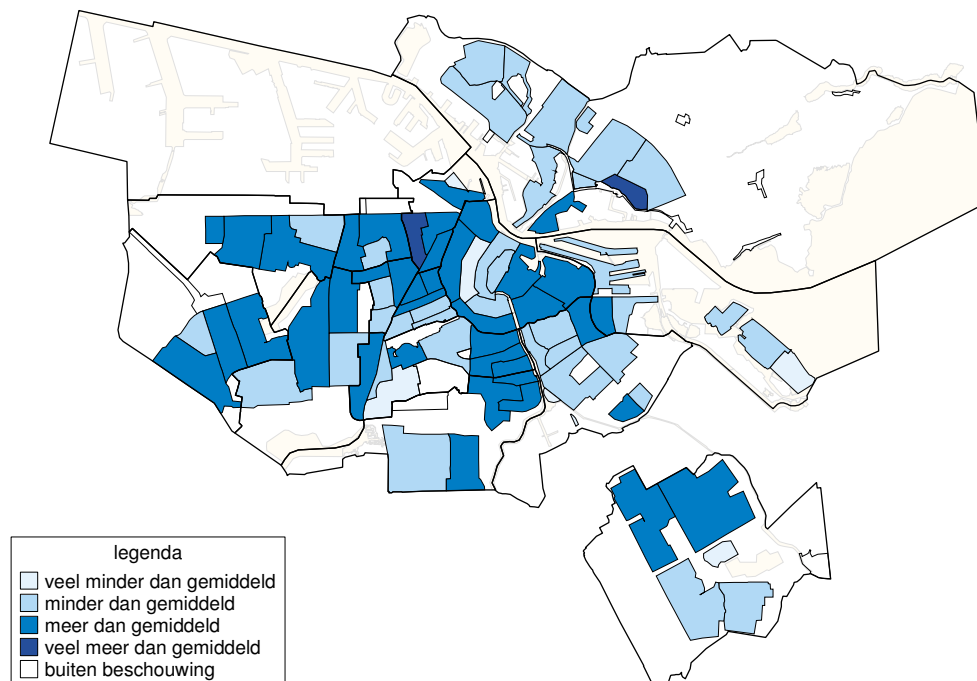 legenda
veel minder dan gemiddeld
minder dan gemiddeld
meer dan gemiddeld
veel meer dan gemiddeld
buiten beschouwing